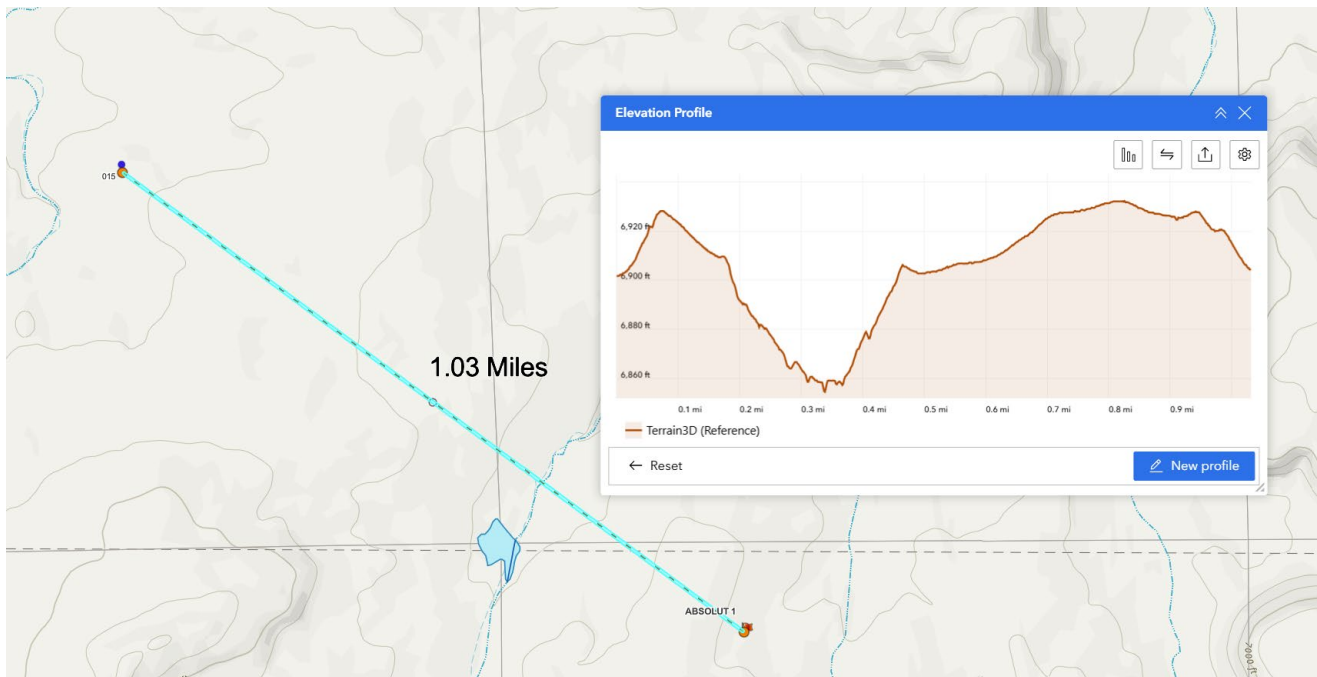 015
1.03 Miles
ABSOLUT 1
7000 ft
Elevation Profile
6,920 ft
6,900 ft
6,880 ft
6,860 ft
0.1 mi 0.2 mi 0.3 mi 0.4 mi 0.5 mi 0.6 mi 0.7 mi 0.8 mi 0.9 mi
Terrain3D (Reference)
Reset
New profile